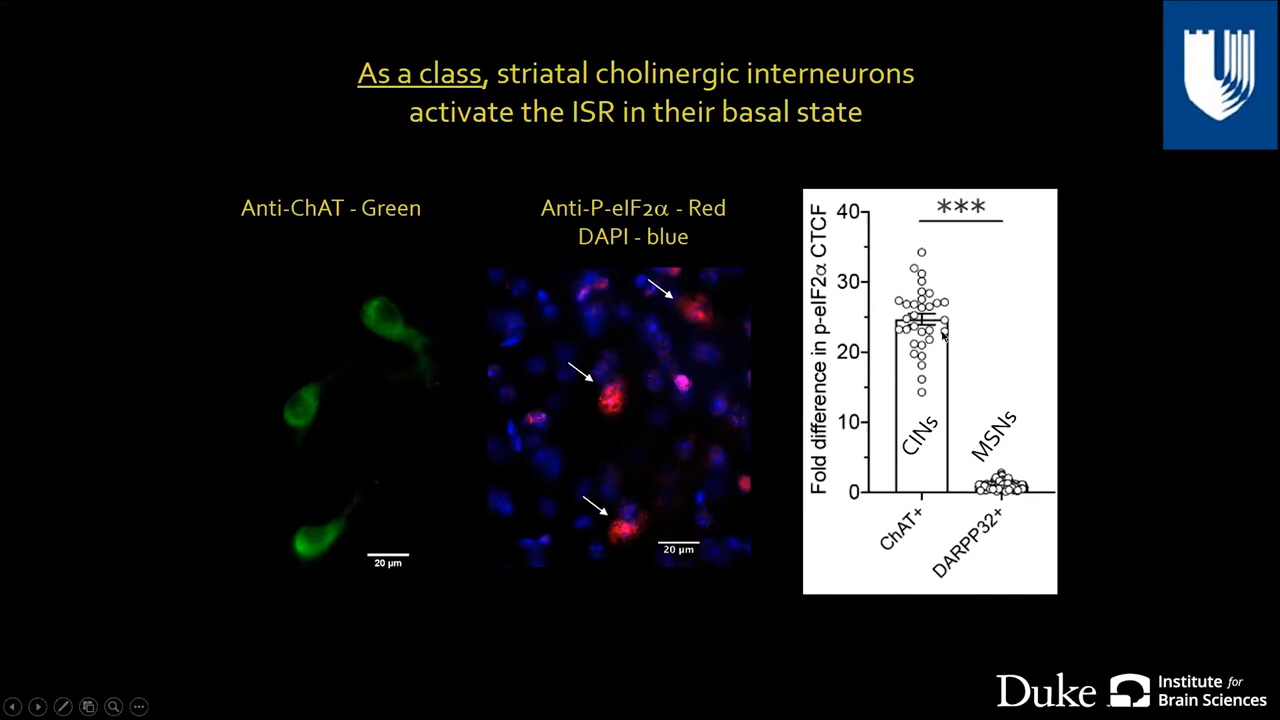 As a class, striatal cholinergic interneurons
activate the ISR in their basal state
Anti-ChAT - Green
20 µm
Anti-P-eIF2α - Red
DAPI - blue
20 µm
Fold difference in p-eIF2α CTCF
40
30
20
10
0
***
CINs
MSNs
ChAT+
DARPP32+
Duke
Institute for
Brain Sciences